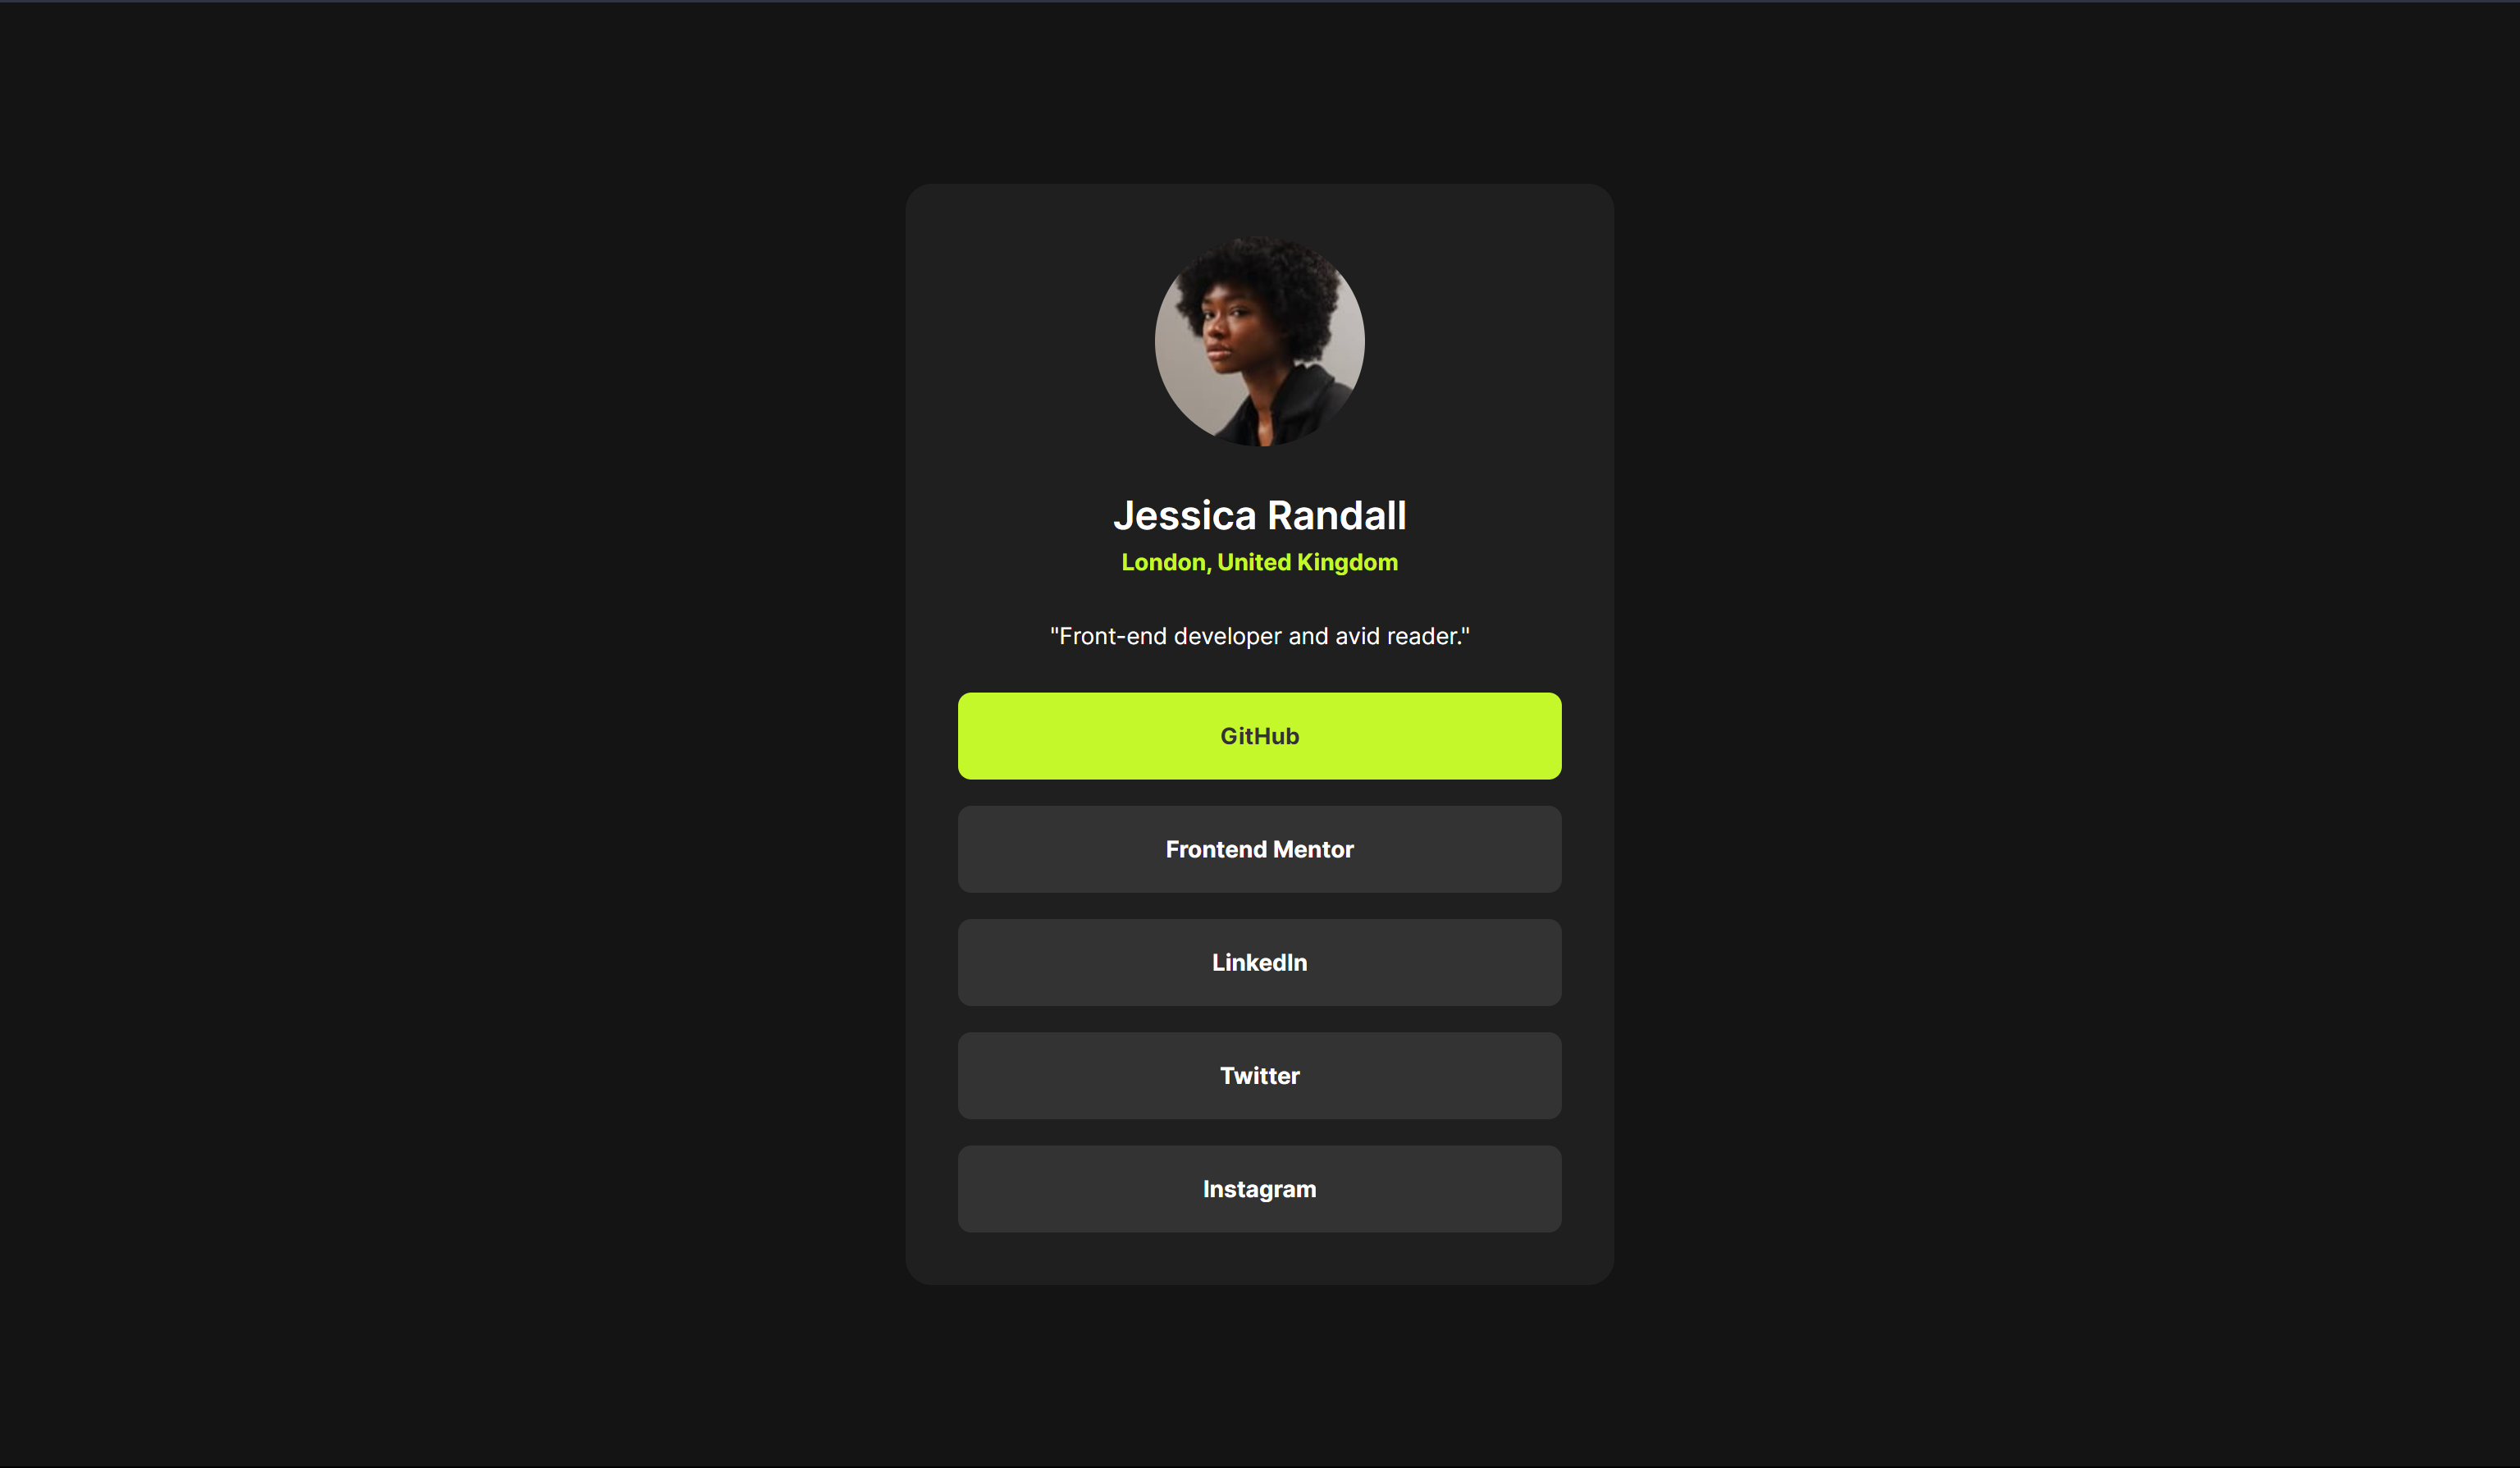 Jessica Randall
London, United Kingdom
"Front-end developer and avid reader."
GitHub
Frontend Mentor
LinkedIn
Twitter
Instagram